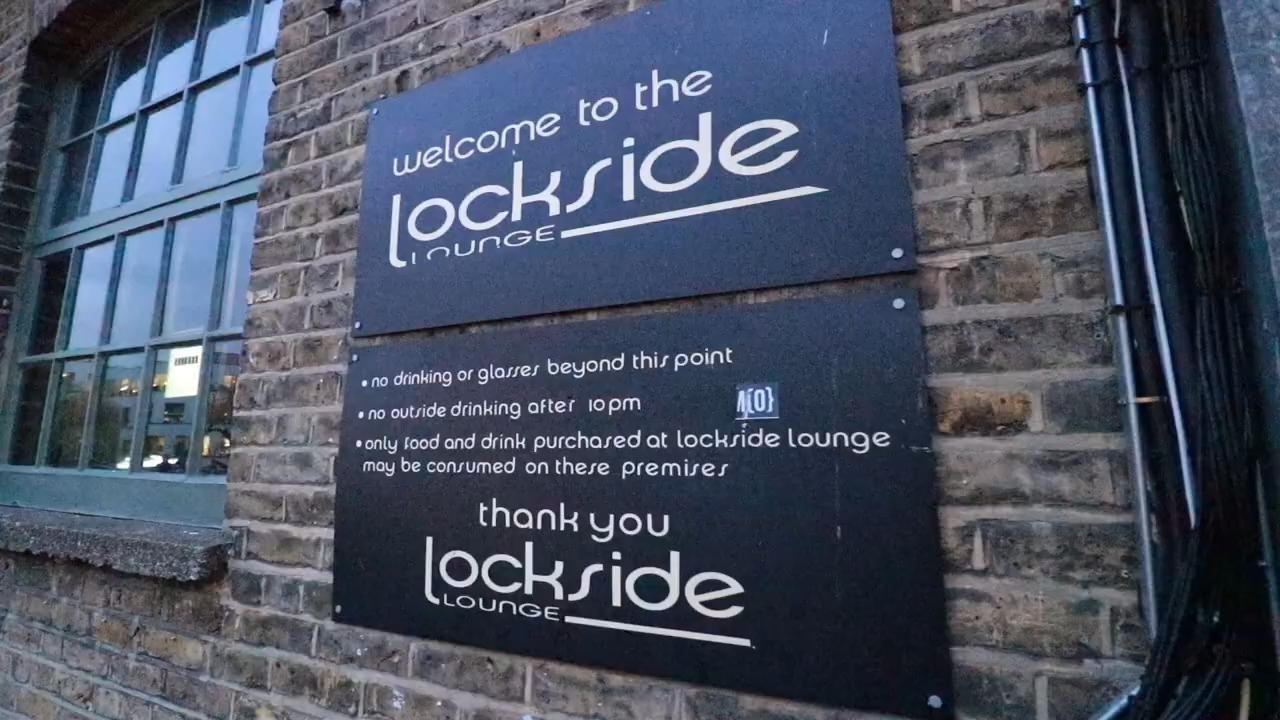 welcome to the
lockside
LOUNGE
• no drinking or glasses beyond this point
• no outside drinking after 10pm
• only food and drink purchased at lockside lounge
may be consumed on these premises
thank you
lockside
LOUNGE